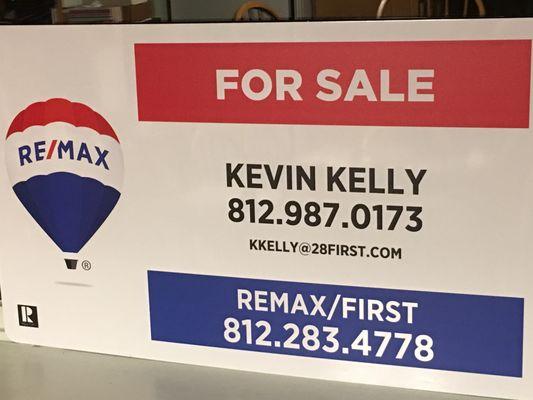 FOR SALE
RE/MAX
KEVIN KELLY
812.987.0173
KKELLY@28FIRST.COM
®
REMAX/FIRST
812.283.4778
R